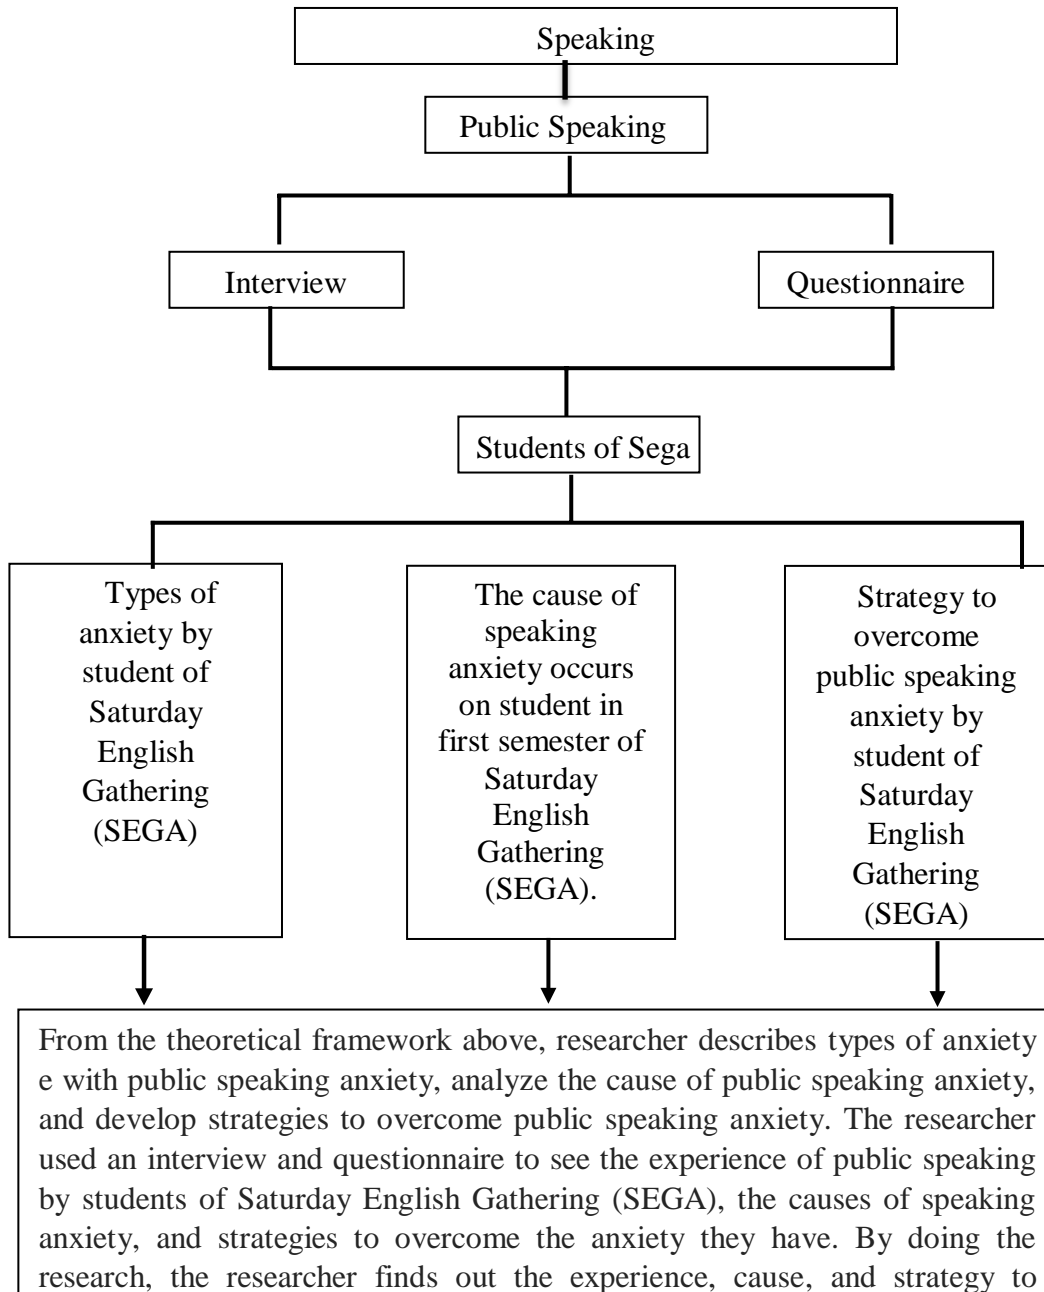 Speaking
Public Speaking
Interview
Questionnaire
Students of Sega
Types of
anxiety by
student of
Saturday
English
Gathering
(SEGA)
The cause of
speaking
anxiety occurs
on student in
first semester of
Saturday
English
Gathering
(SEGA).
Strategy to
overcome
public speaking
anxiety by
student of
Saturday
English
Gathering
(SEGA)
From the theoretical framework above, researcher describes types of anxiety
e with public speaking anxiety, analyze the cause of public speaking anxiety,
and develop strategies to overcome public speaking anxiety. The researcher
used an interview and questionnaire to see the experience of public speaking
by students of Saturday English Gathering (SEGA), the causes of speaking
anxiety, and strategies to overcome the anxiety they have. By doing the
research, the researcher finds out the experience, cause, and strategy to